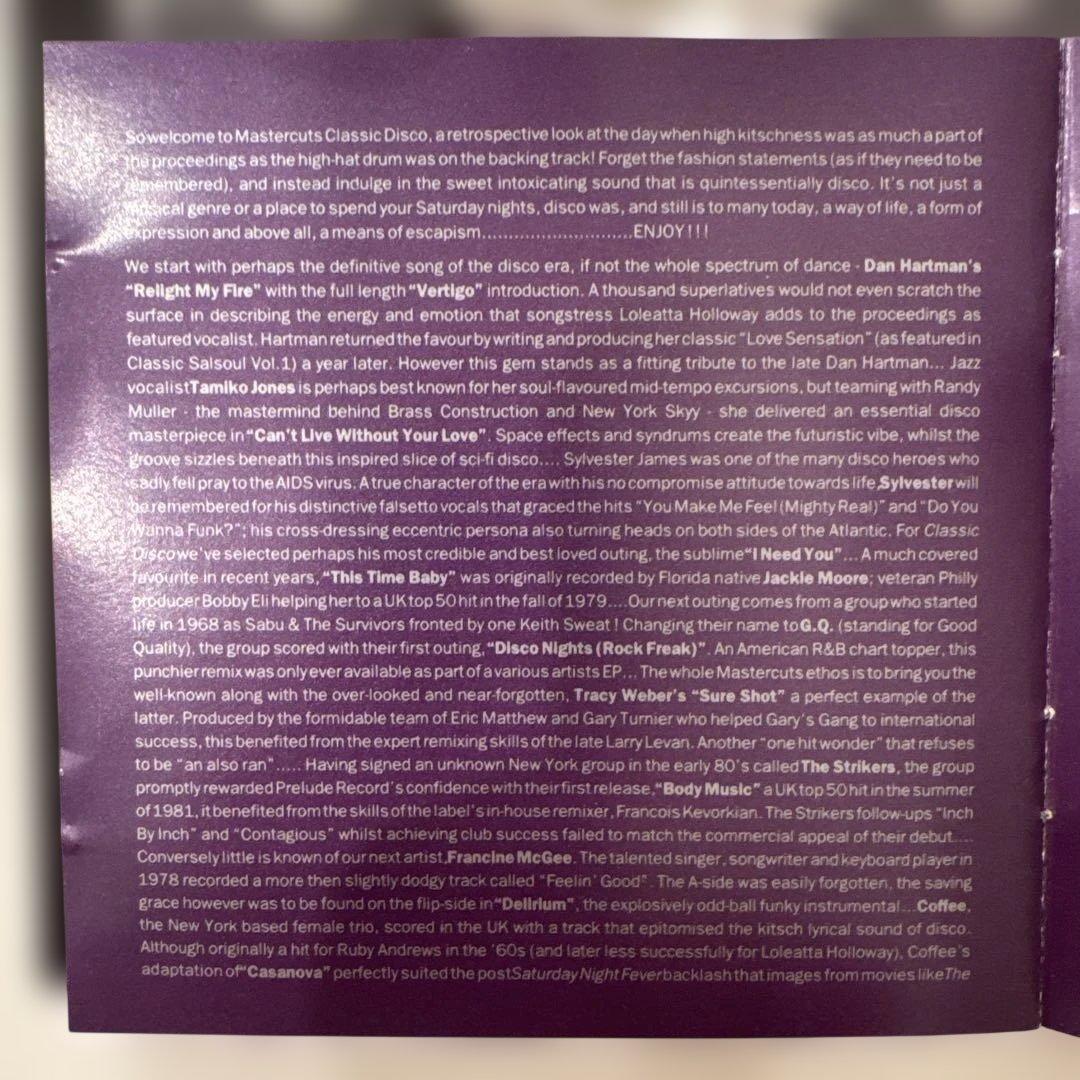 So welcome to Mastercuts Classic Disco, a retrospective look at the day when high kitschness was as much a part of
the proceedings as the high-hat drum was on the backing track! Forget the fashion statements (as if they need to be
remembered), and instead indulge in the sweet intoxicating sound that is quintessentially disco. It's not just a
musical genre or a place to spend your Saturday nights, disco was, and still is to many today, a way of life, a form of
expression and above all, a means of escapism...........................ENJOY!!!
We start with perhaps the definitive song of the disco era, if not the whole spectrum of dance - Dan Hartman's
"Relight My Fire" with the full length "Vertigo" introduction. A thousand superlatives would not even scratch the
surface in describing the energy and emotion that songstress Loleatta Holloway adds to the proceedings as
featured vocalist. Hartman returned the favour by writing and producing her classic "Love Sensation" (as featured in
Classic Salsoul Vol.1) a year later. However this gem stands as a fitting tribute to the late Dan Hartman... Jazz
vocalist Tamiko Jones is perhaps best known for her soul-flavoured mid-tempo excursions, but teaming with Randy
Muller - the mastermind behind Brass Construction and New York Skyy - she delivered an essential disco
masterpiece in "Can't Live Without Your Love". Space effects and syndrums create the futuristic vibe, whilst the
groove sizzles beneath this inspired slice of sci-fi disco.... Sylvester James was one of the many disco heroes who
sadly fell pray to the AIDS virus. A true character of the era with his no compromise attitude towards life, Sylvester will
be remembered for his distinctive falsetto vocals that graced the hits "You Make Me Feel (Mighty Real)" and "Do You
Wanna Funk?"; his cross-dressing eccentric persona also turning heads on both sides of the Atlantic. For Classic
Disco we've selected perhaps his most credible and best loved outing, the sublime "I Need You"... A much covered
favourite in recent years, "This Time Baby" was originally recorded by Florida native Jackie Moore; veteran Philly
producer Bobby Eli helping her to a UK top 50 hit in the fall of 1979....Our next outing comes from a group who started
life in 1968 as Sabu & The Survivors fronted by one Keith Sweat! Changing their name to G.Q. (standing for Good
Quality), the group scored with their first outing, "Disco Nights (Rock Freak)". An American R&B chart topper, this
punchier remix was only ever available as part of a various artists EP... The whole Mastercuts ethos is to bring you the
well-known along with the over-looked and near-forgotten, Tracy Weber's "Sure Shot" a perfect example of the
latter. Produced by the formidable team of Eric Matthew and Gary Turnier who helped Gary's Gang to international
success, this benefited from the expert remixing skills of the late Larry Levan. Another "one hit wonder" that refuses
to be "an also ran"..... Having signed an unknown New York group in the early 80's called The Strikers, the group
promptly rewarded Prelude Record's confidence with their first release, "Body Music" a UK top 50 hit in the summer
of 1981, it benefited from the skills of the label's in-house remixer, Francois Kevorkian. The Strikers follow-ups "Inch
By Inch" and "Contagious" whilst achieving club success failed to match the commercial appeal of their debut....
Conversely little is known of our next artist, Francine McGee. The talented singer, songwriter and keyboard player in
1978 recorded a more then slightly dodgy track called "Feelin' Good". The A-side was easily forgotten, the saving
grace however was to be found on the flip-side in "Delirium", the explosively odd-ball funky instrumental...Coffee,
the New York based female trio, scored in the UK with a track that epitomised the kitsch lyrical sound of disco.
Although originally a hit for Ruby Andrews in the '60s (and later less successfully for Loleatta Holloway), Coffee's
adaptation of "Casanova" perfectly suited the post Saturday Night Fever backlash that images from movies like The